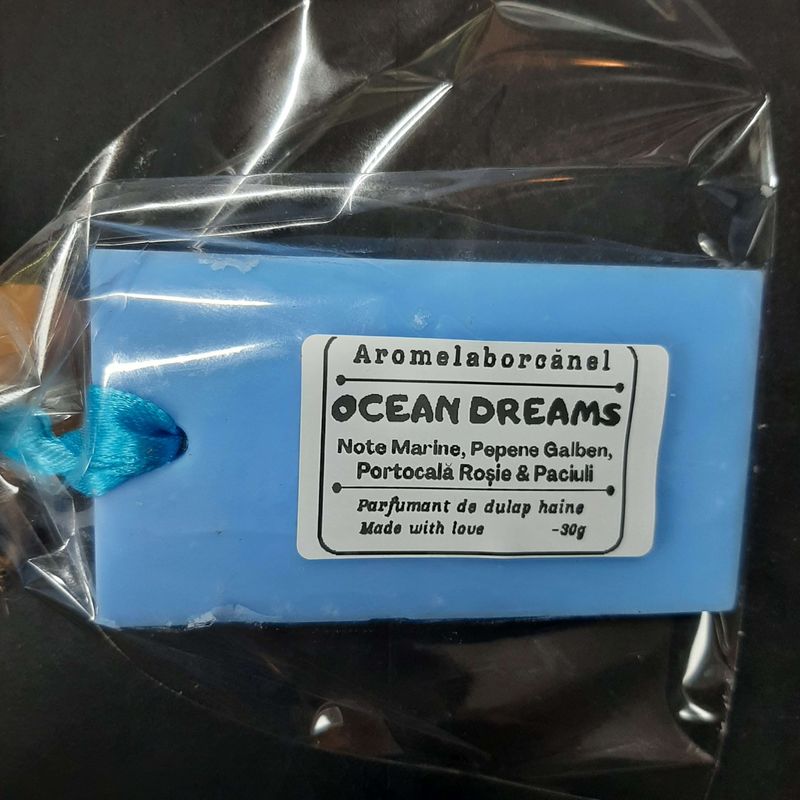 Aromelaborcănel
OCEAN DREAMS
Note Marine, Pepene Galben,
Portocală Roșie & Paciuli
Parfumant de dulap haine
Made with love -30g